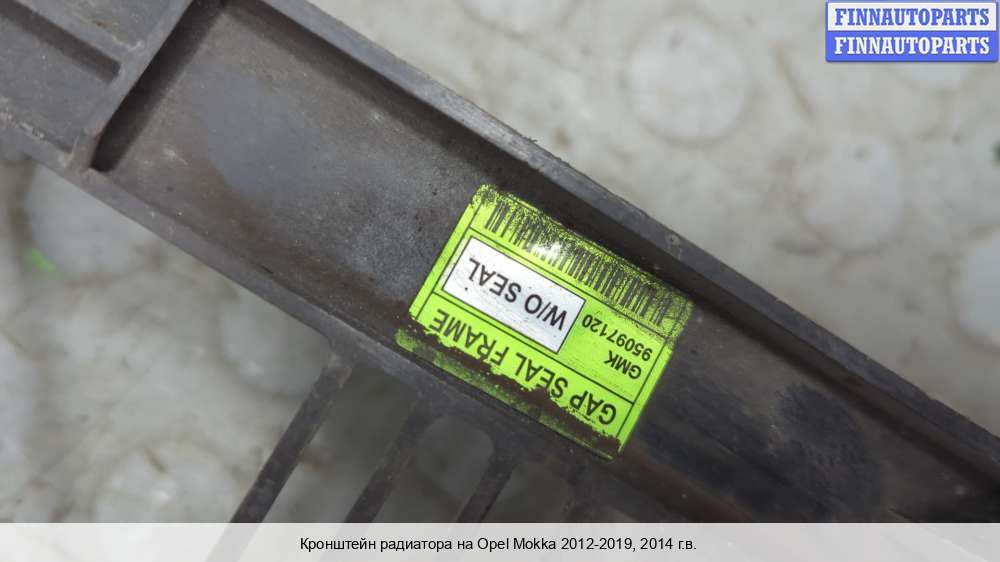 FINNAUTOPARTS
FINNAUTOPARTS
GAP SEAL FRAME
GMK
95097120
W/O SEAL
Кронштейн радиатора на Opel Mokka 2012-2019, 2014 г.в.